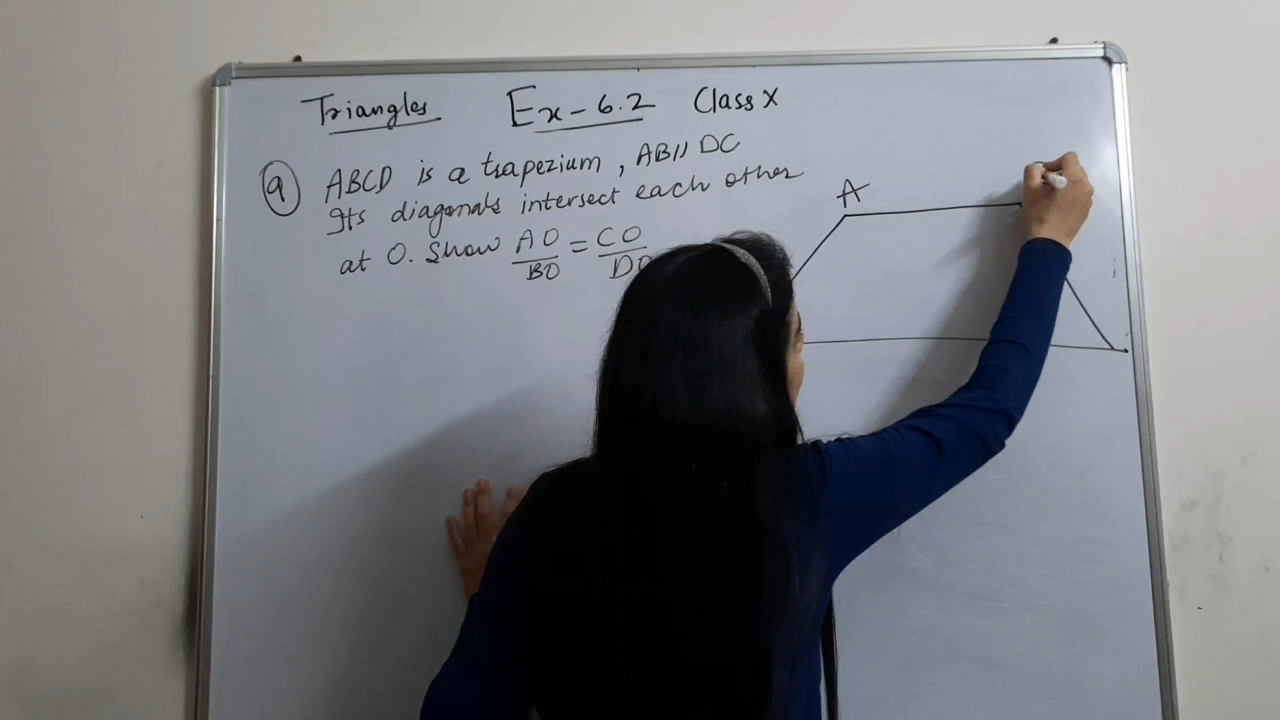 Triangles Ex-6.2 Class X
9 ABCD is a trapezium, AB || DC
Its diagonals intersect each other
at O. Show AO/BO = CO/DO
A